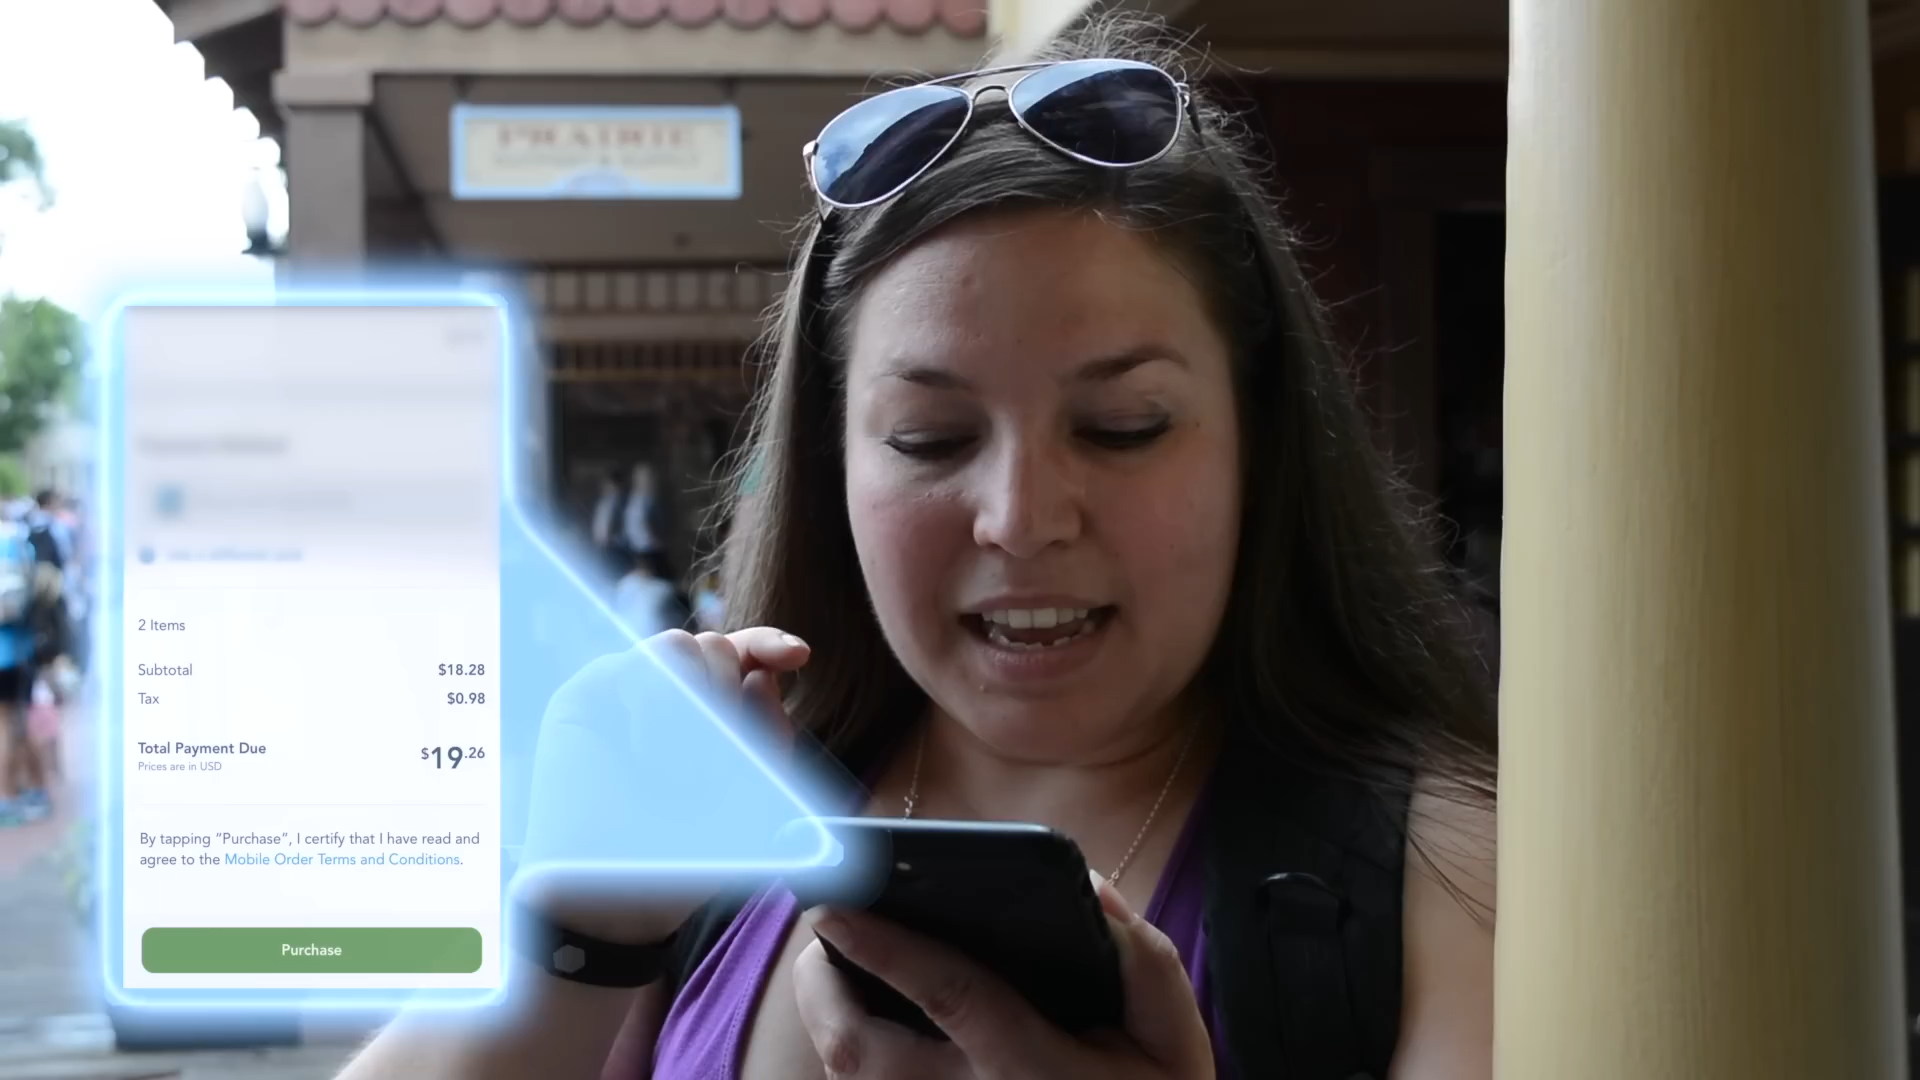 PRAIRIE
2 Items
Subtotal $18.28
Tax $0.98
Total Payment Due $19.26
Prices are in USD
By tapping “Purchase”, I certify that I have read and
agree to the Mobile Order Terms and Conditions.
Purchase